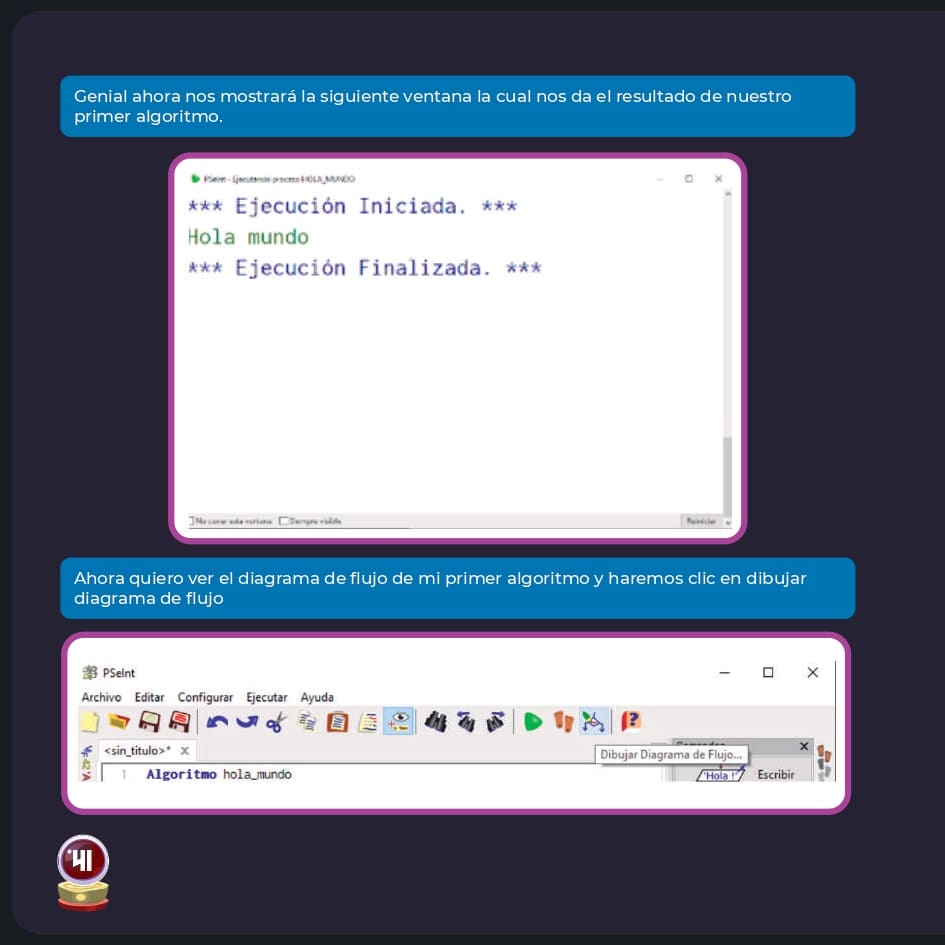 Genial ahora nos mostrará la siguiente ventana la cual nos da el resultado de nuestro
primer algoritmo.
PSeInt - Ejecutando proceso HOLA_MUNDO
*** Ejecución Iniciada. ***
Hola mundo
*** Ejecución Finalizada. ***
No cerrar esta ventana Siempre visible Reiniciar
Ahora quiero ver el diagrama de flujo de mi primer algoritmo y haremos clic en dibujar
diagrama de flujo
PSeInt
Archivo Editar Configurar Ejecutar Ayuda
<sin_titulo>* X
Dibujar Diagrama de Flujo...
1 Algoritmo hola_mundo
'Hola !' Escribir
41